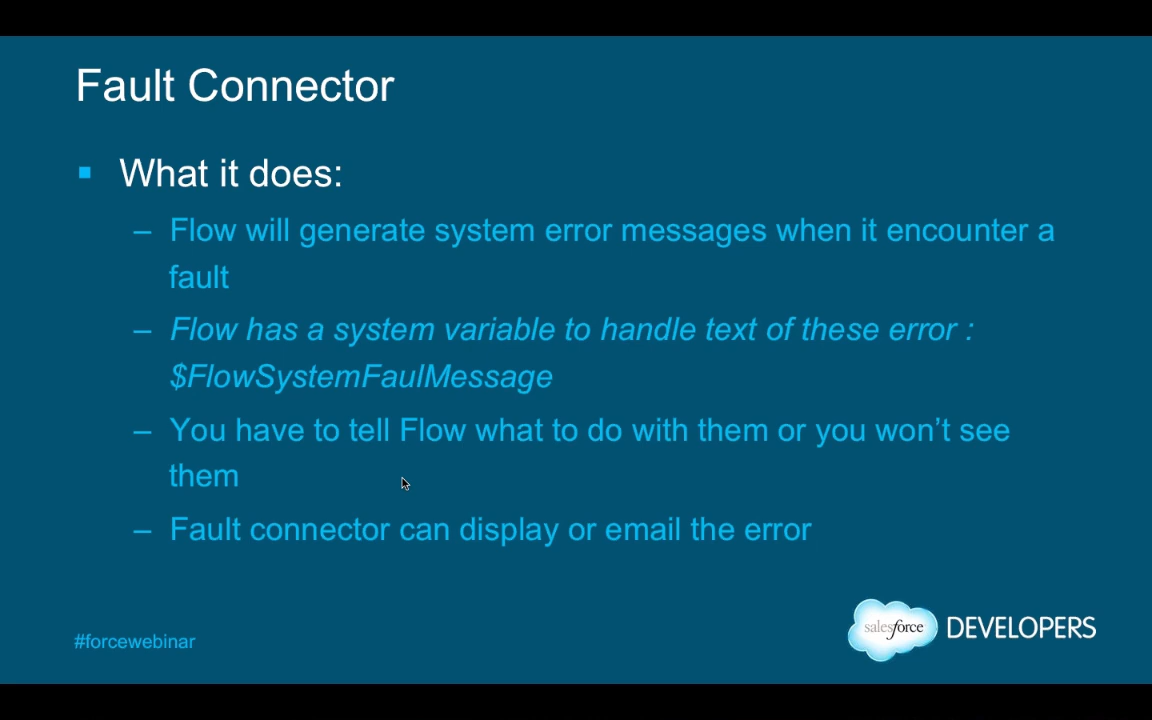 Fault Connector
What it does:
– Flow will generate system error messages when it encounter a
fault
– Flow has a system variable to handle text of these error :
$FlowSystemFaulMessage
– You have to tell Flow what to do with them or you won’t see
them
– Fault connector can display or email the error
#forcewebinar
salesforce DEVELOPERS